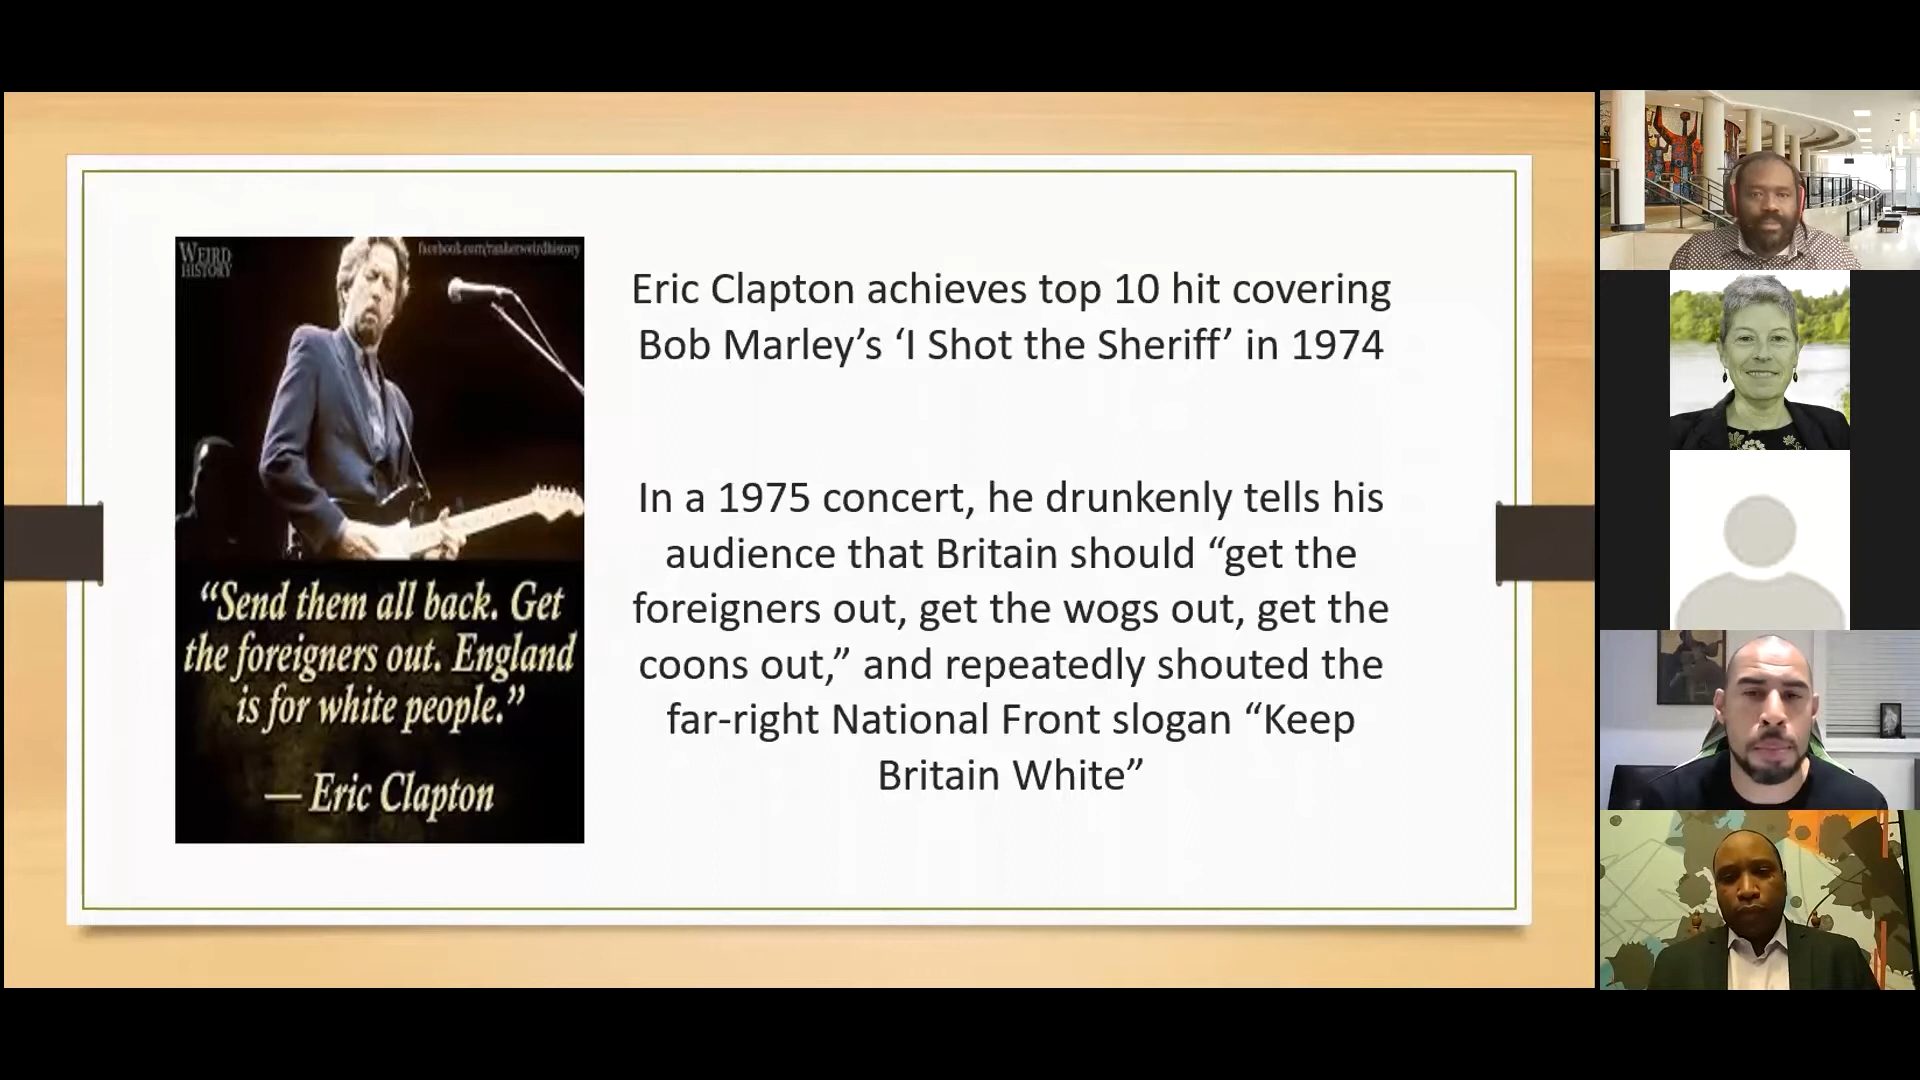 WEIRD
HISTORY
facebook.com/rankerweirdhistory
“Send them all back. Get
the foreigners out. England
is for white people.”
— Eric Clapton
Eric Clapton achieves top 10 hit covering
Bob Marley’s ‘I Shot the Sheriff’ in 1974
In a 1975 concert, he drunkenly tells his
audience that Britain should “get the
foreigners out, get the wogs out, get the
coons out,” and repeatedly shouted the
far-right National Front slogan “Keep
Britain White”